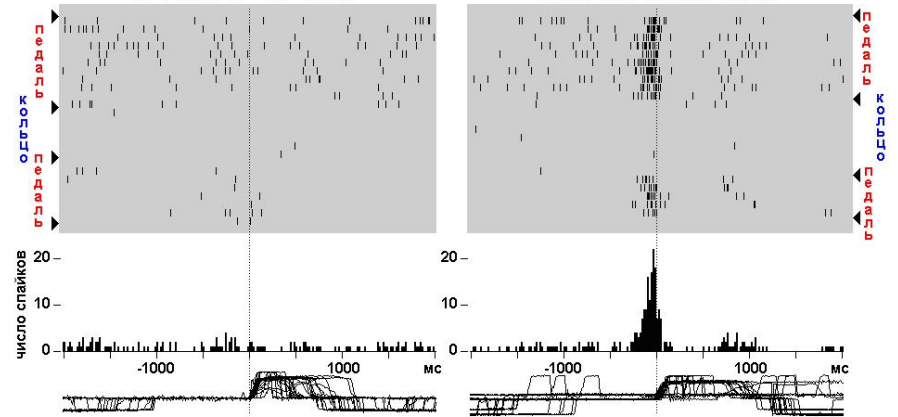 педаль
кольцо
педаль
педаль
кольцо
педаль
число спайков
20
10
0
-1000
1000
мс
20
10
0
-1000
1000
мс